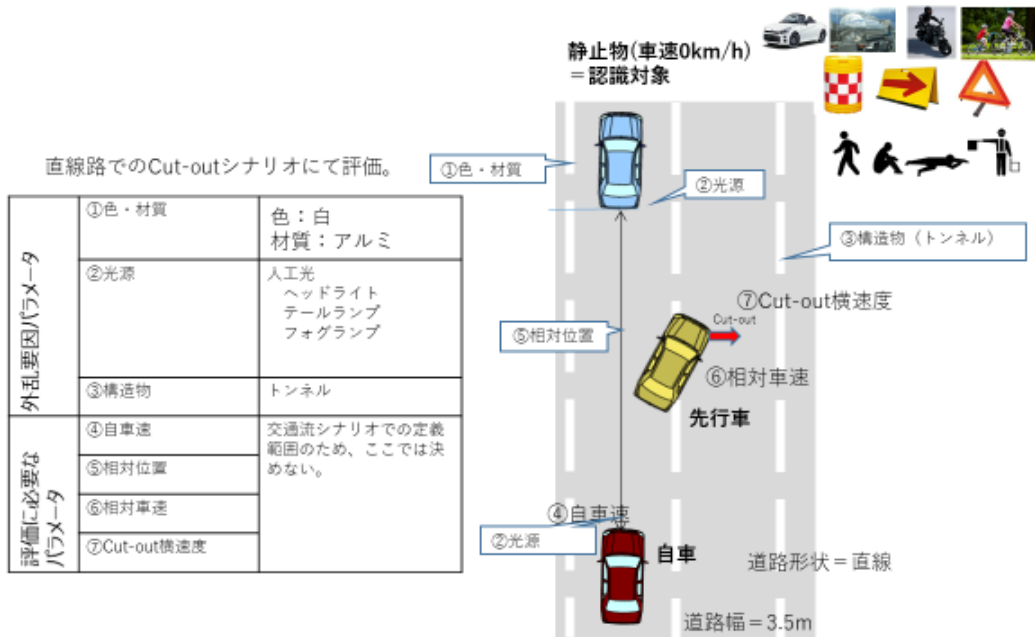 静止物(車速0km/h)
＝認識対象
直線路でのCut-outシナリオにて評価。
外乱要因パラメータ
①色・材質
色：白
材質：アルミ
②光源
人工光
ヘッドライト
テールランプ
フォグランプ
③構造物
トンネル
評価に必要な
パラメータ
④自車速
交通流シナリオでの定義
範囲のため、ここでは決
めない。
⑤相対位置
⑥相対車速
⑦Cut-out横速度
①色・材質
②光源
③構造物（トンネル）
⑦Cut-out横速度
Cut-out
⑤相対位置
⑥相対車速
先行車
④自車速
②光源
自車
道路形状＝直線
道路幅＝3.5m